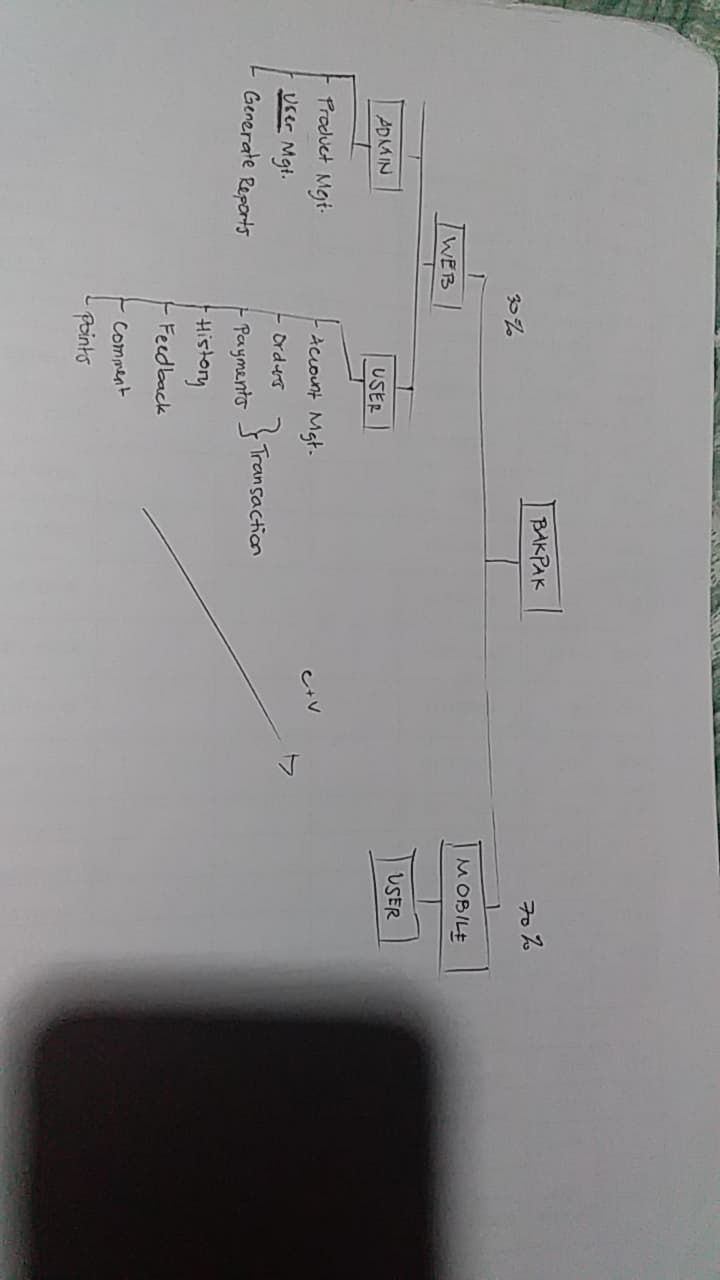 BAKPAK
30%
70%
WEB
MOBILE
ADMIN
USER
USER
Product Mgt.
User Mgt.
Generate Reports
Account Mgt.
Orders
Payments
Transaction
History
Feedback
Comment
Points
c+v